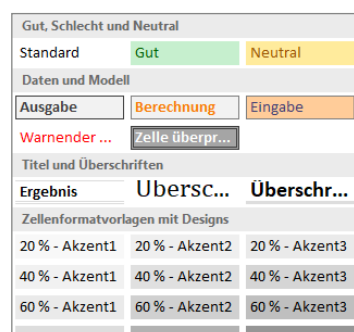 Gut, Schlecht und Neutral
Standard Gut Neutral
Daten und Modell
Ausgabe Berechnung Eingabe
Warnender ... Zelle überpr...
Titel und Überschriften
Ergebnis Übersc... Überschr...
Zellenformatvorlagen mit Designs
20 % - Akzent1 20 % - Akzent2 20 % - Akzent3
40 % - Akzent1 40 % - Akzent2 40 % - Akzent3
60 % - Akzent1 60 % - Akzent2 60 % - Akzent3